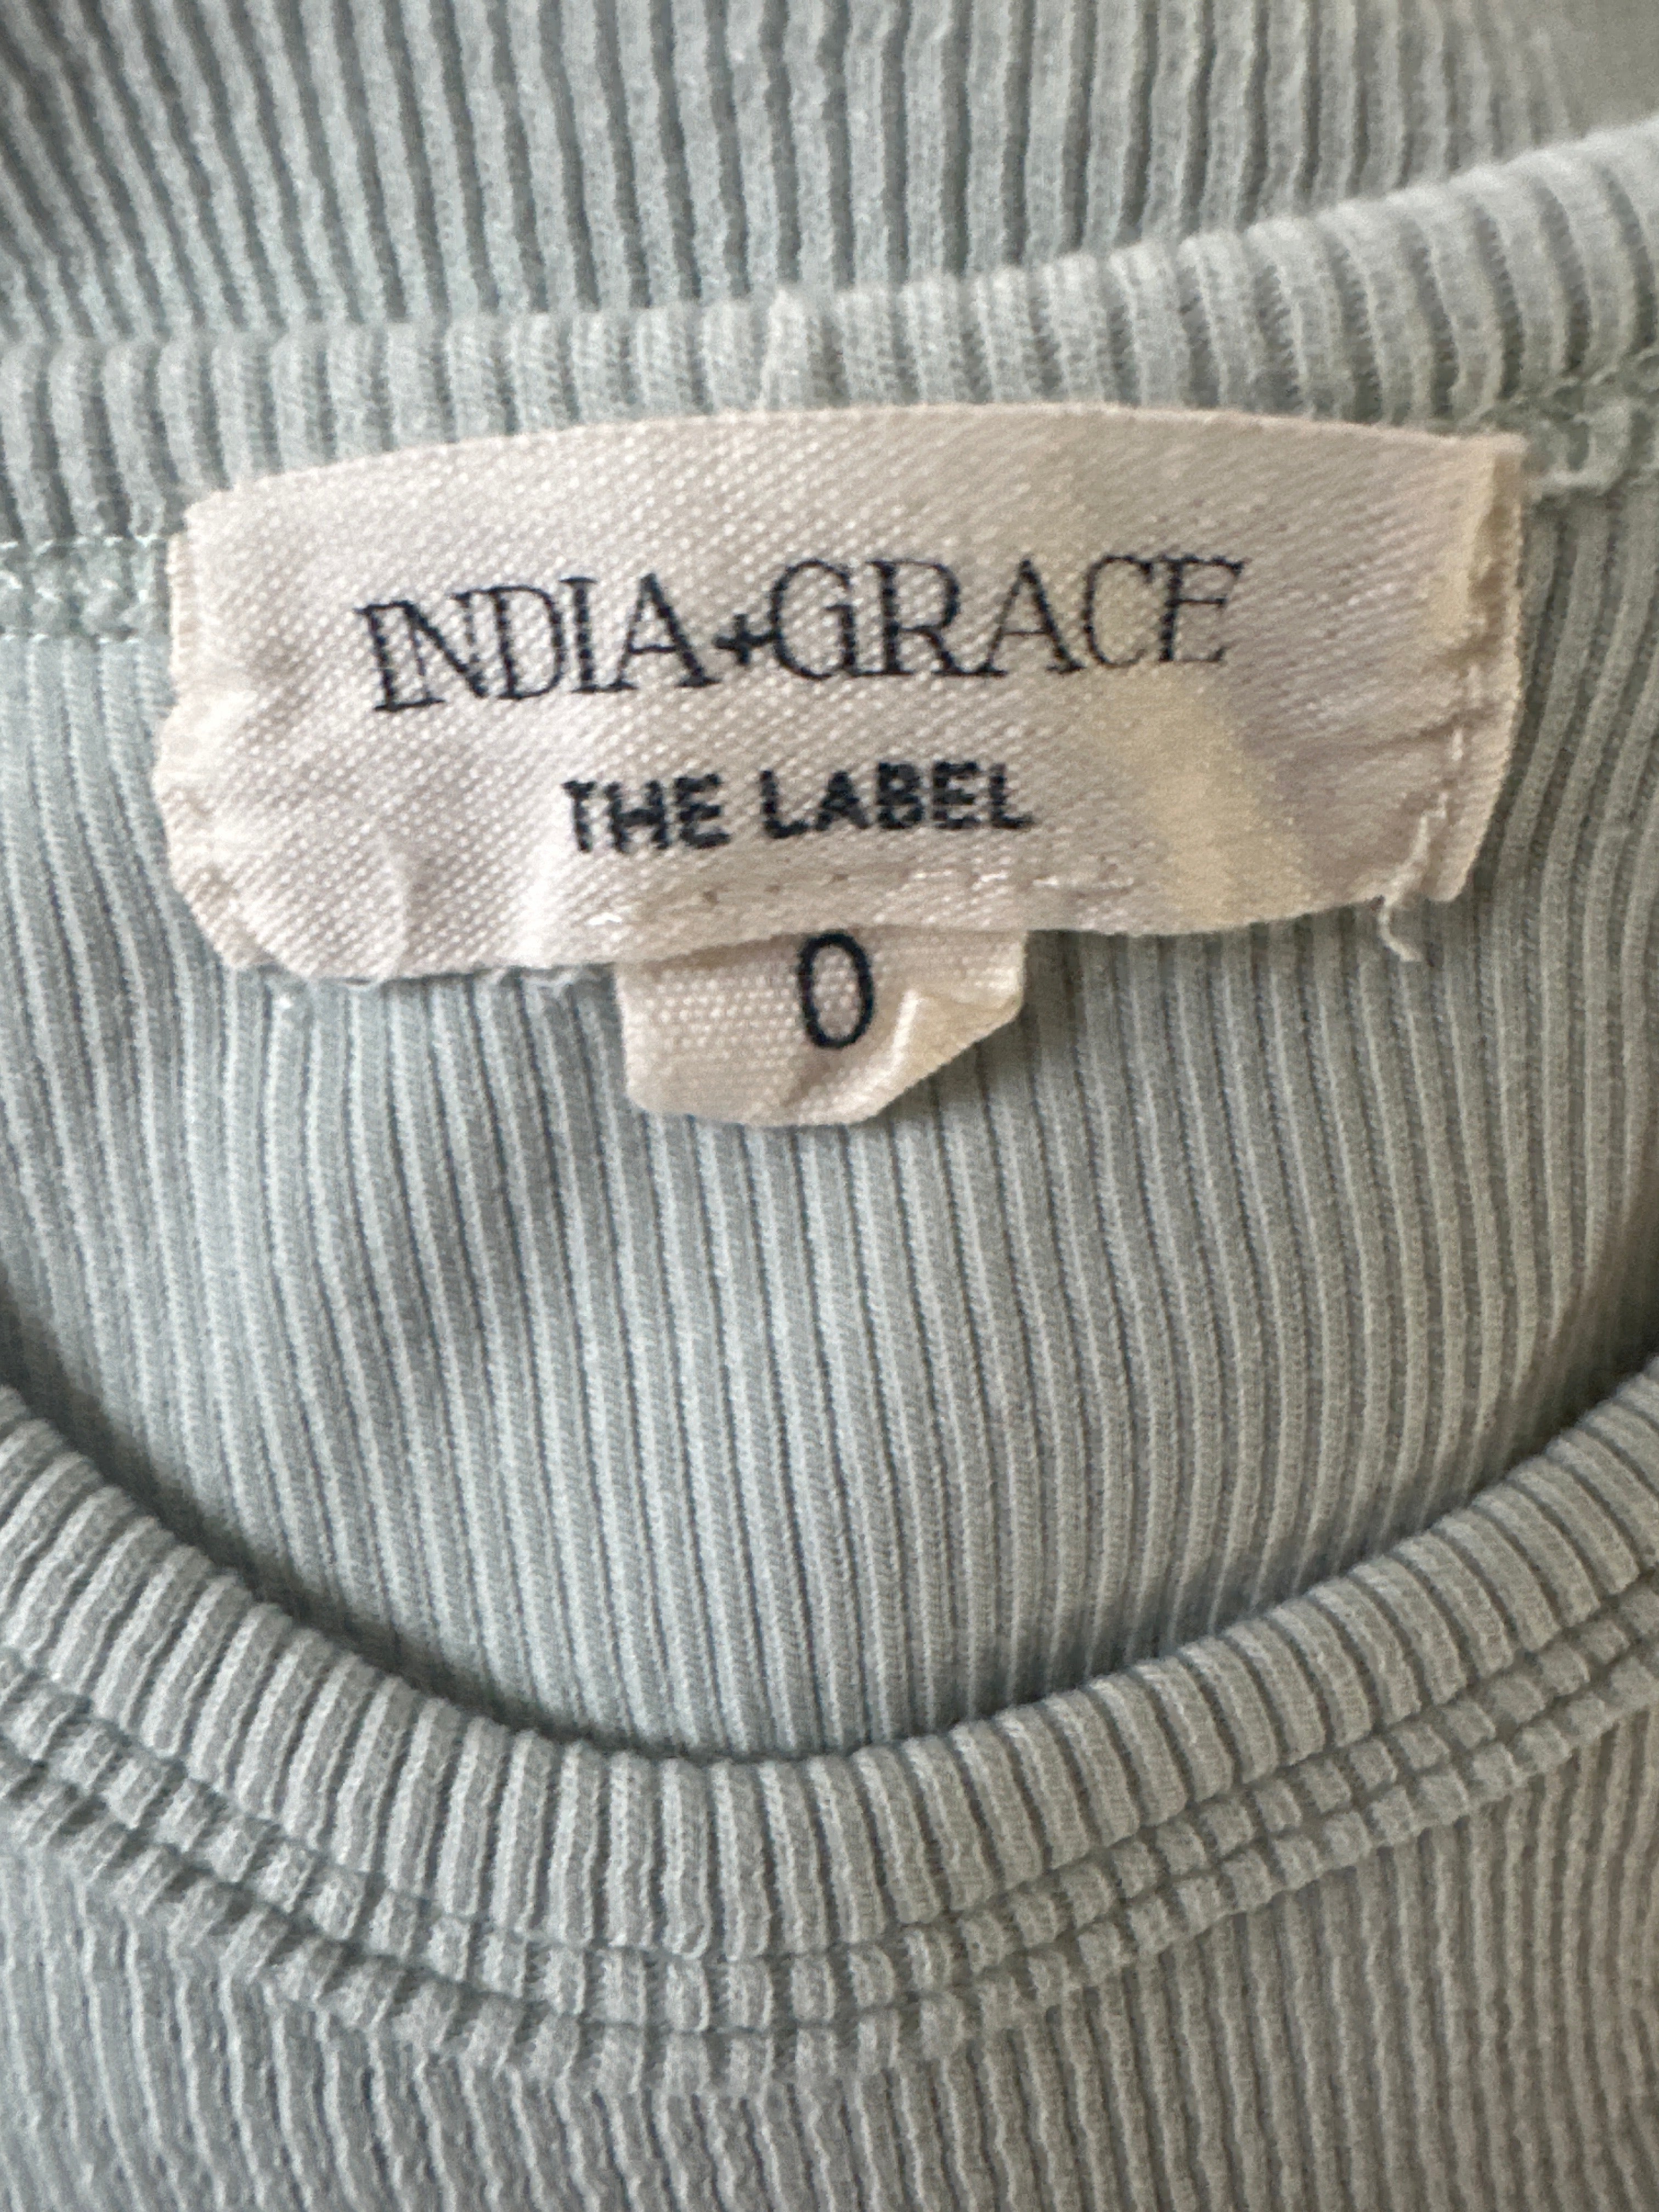 INDIA+GRACE
THE LABEL
0